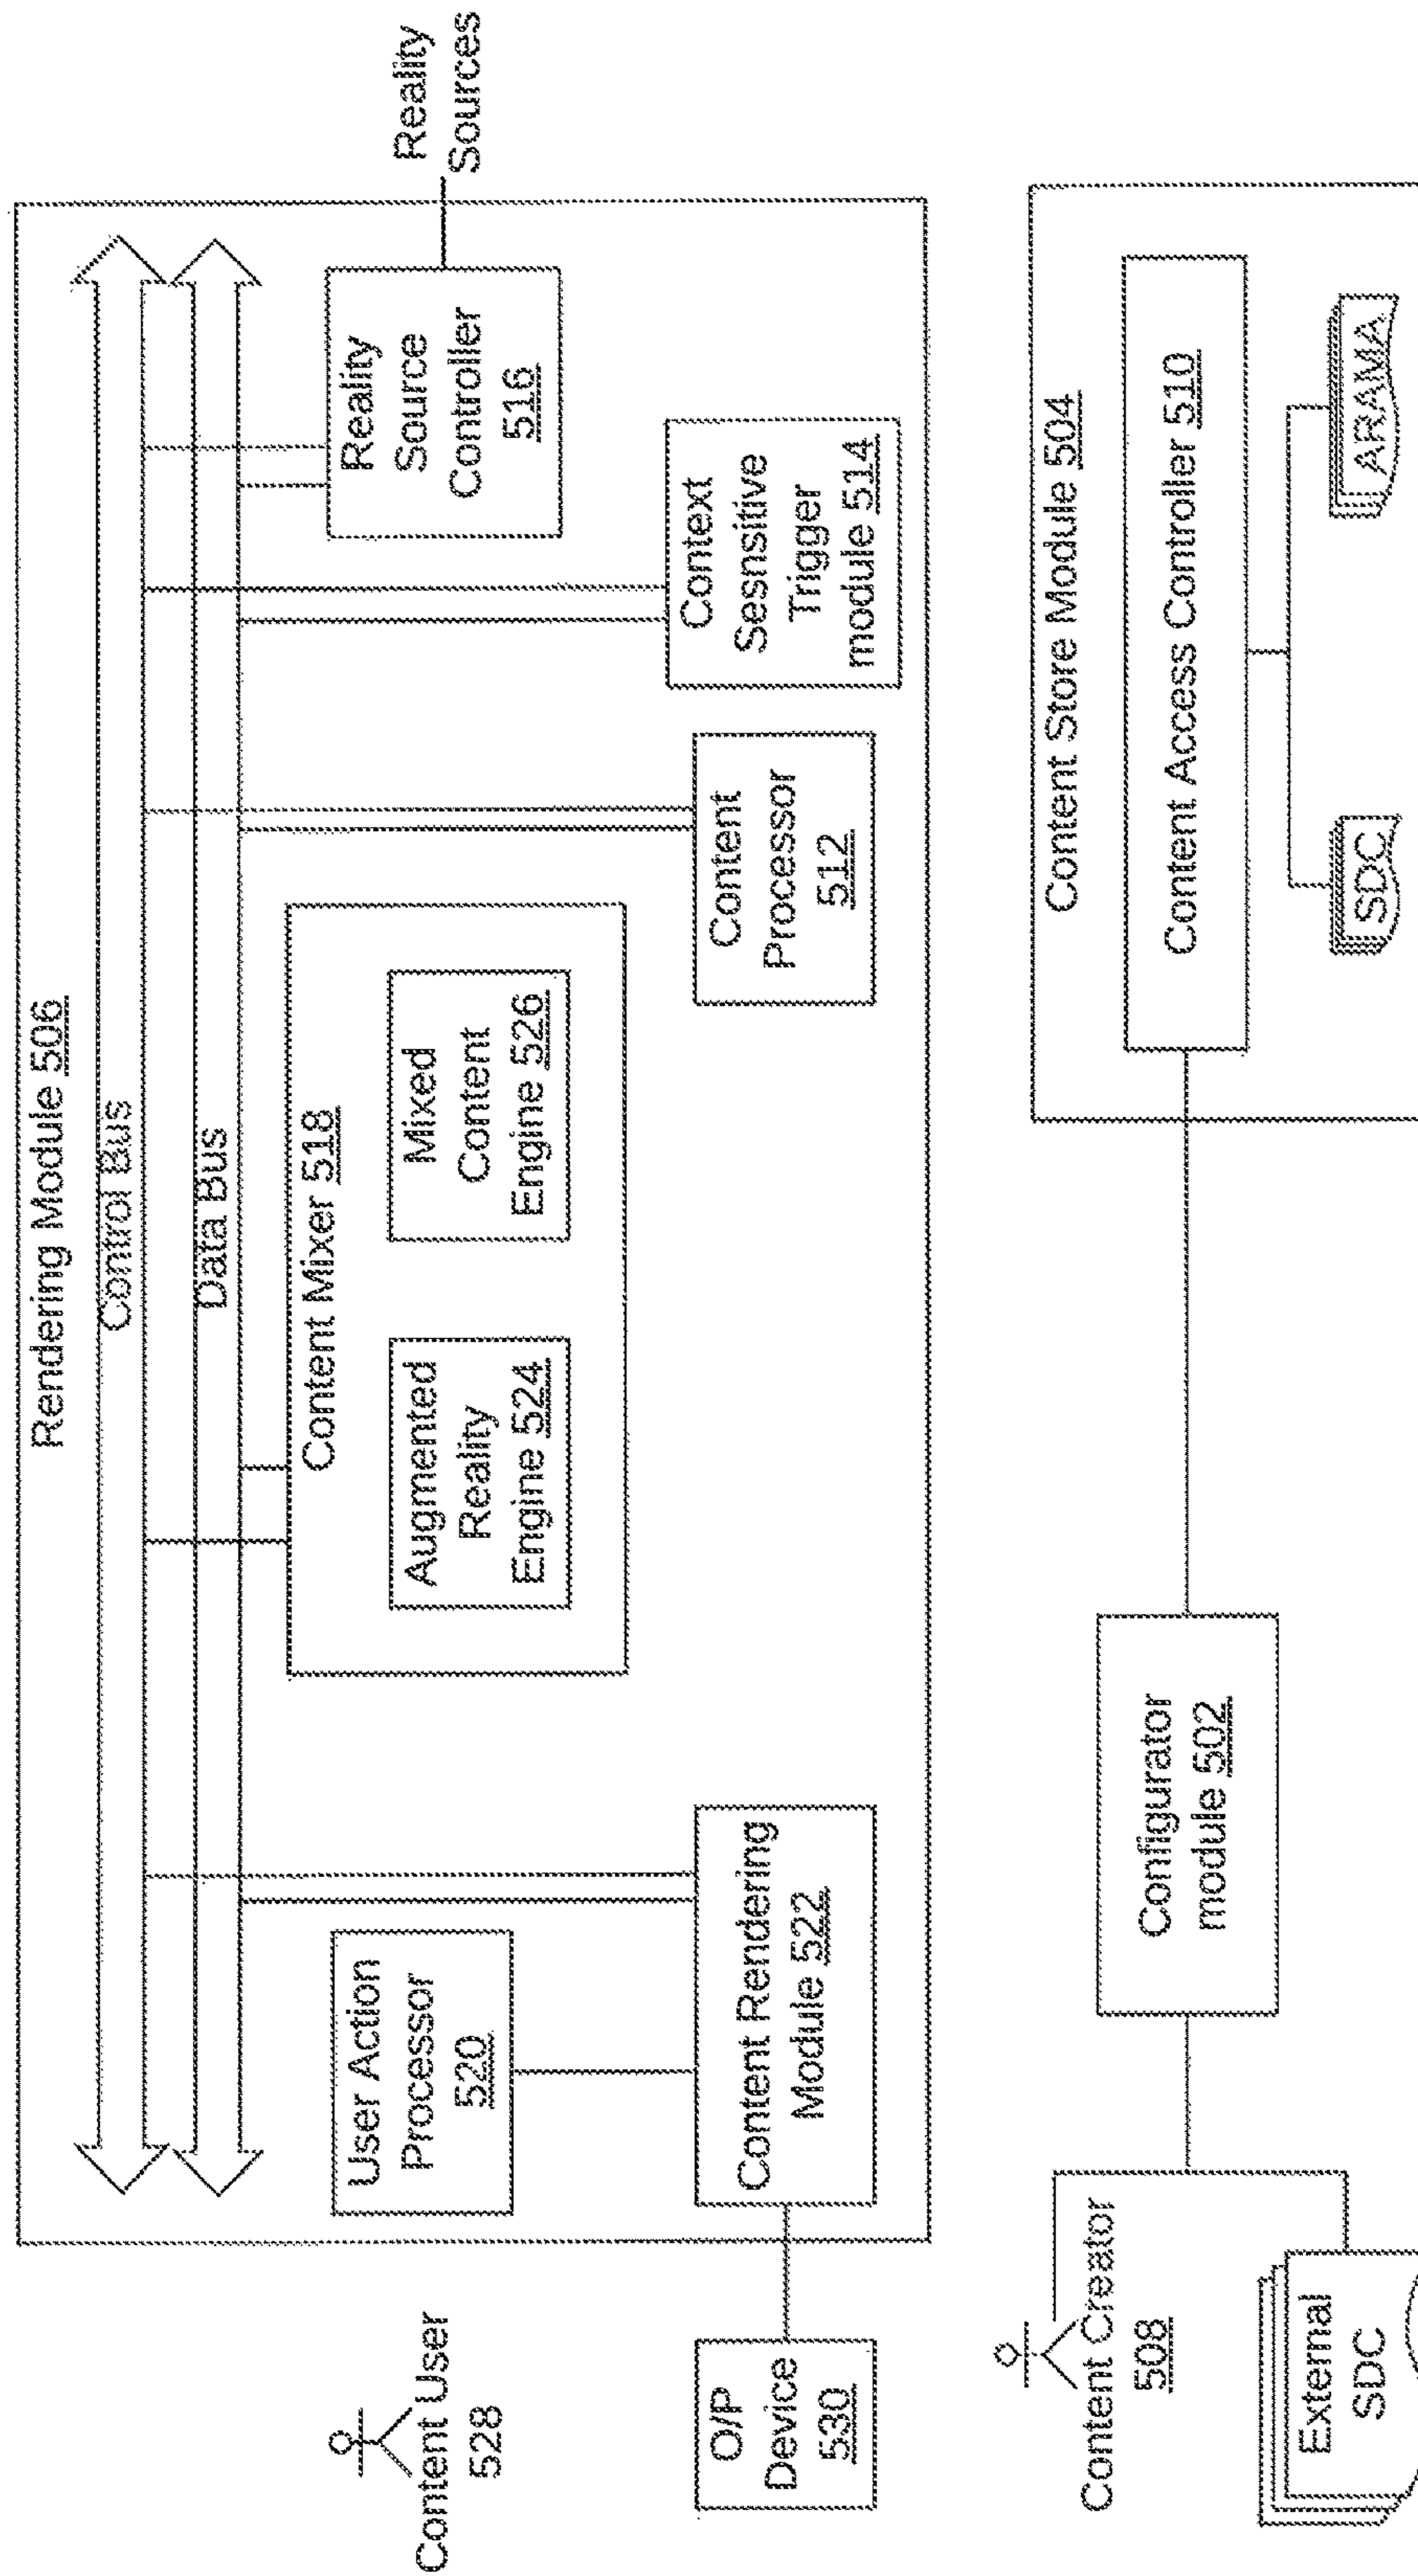 Rendering Module 506
Control Bus
Data Bus
User Action
Processor
520
Content Mixer 518
Augmented
Reality
Engine 524
Mixed
Content
Engine 526
Reality
Source
Controller
516
Reality
Sources
Content User
528
Content Rendering
Module 522
Content
Processor
512
Context
Sesnsitive
Trigger
module 514
O/P
Device
530
Content Creator
508
External
SDC
Configurator
module 502
Content Store Module 504
Content Access Controller 510
SDC
ARAMA